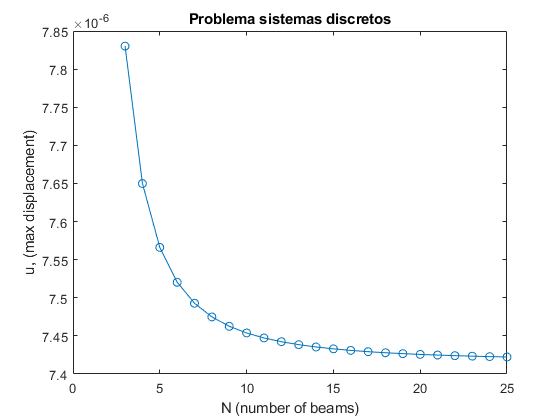 Problema sistemas discretos
×10-6
7.85
7.8
7.75
7.7
7.65
7.6
7.55
7.5
7.45
7.4
u, (max displacement)
0 5 10 15 20 25
N (number of beams)